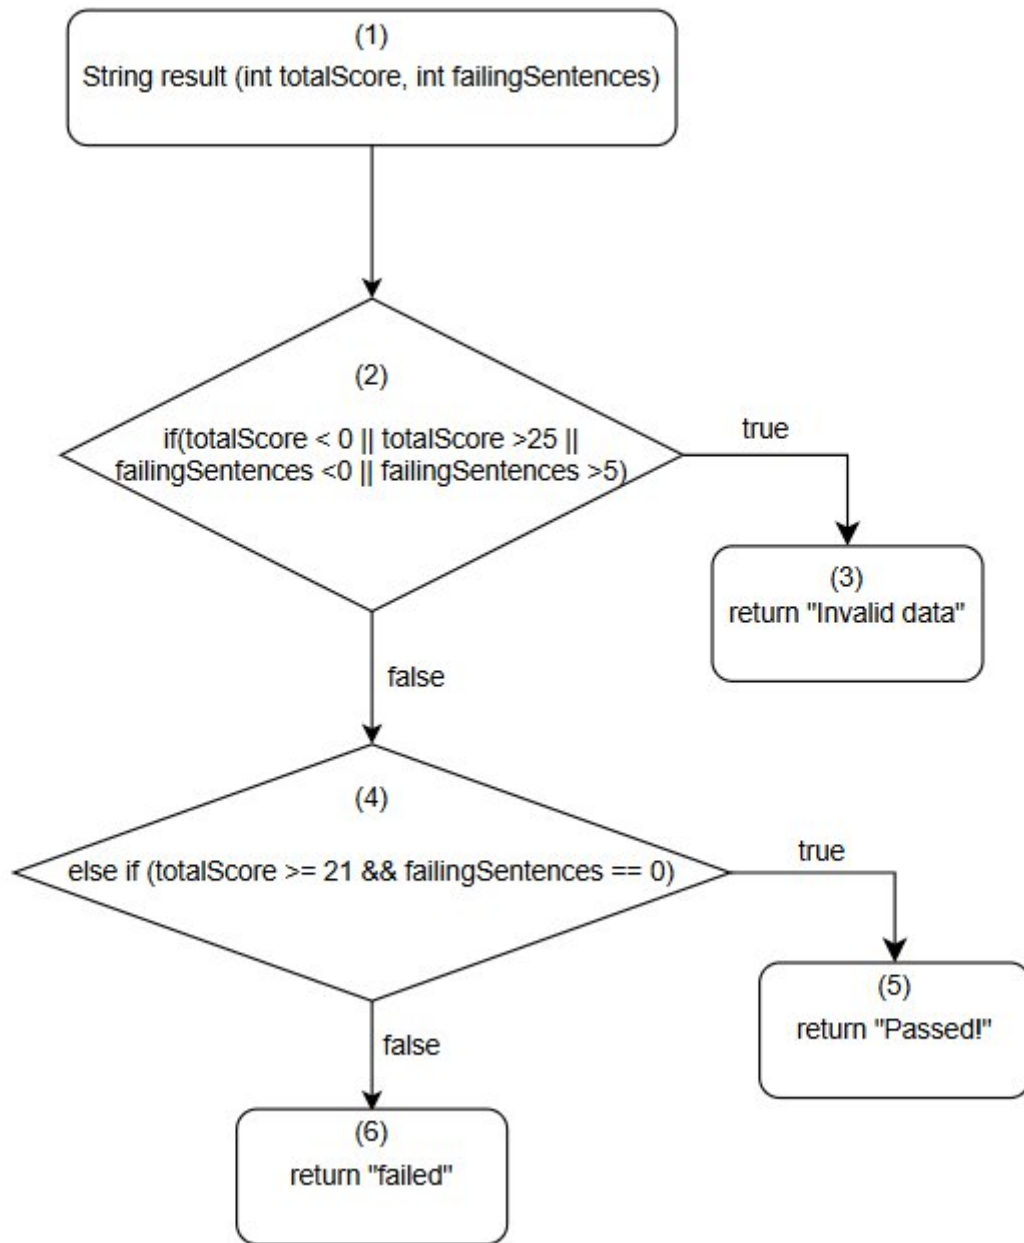 (1)
String result (int totalScore, int failingSentences)
(2)
if(totalScore < 0 || totalScore >25 ||
failingSentences <0 || failingSentences >5)
true
(3)
return "Invalid data"
false
(4)
else if (totalScore >= 21 && failingSentences == 0)
true
(5)
return "Passed!"
false
(6)
return "failed"